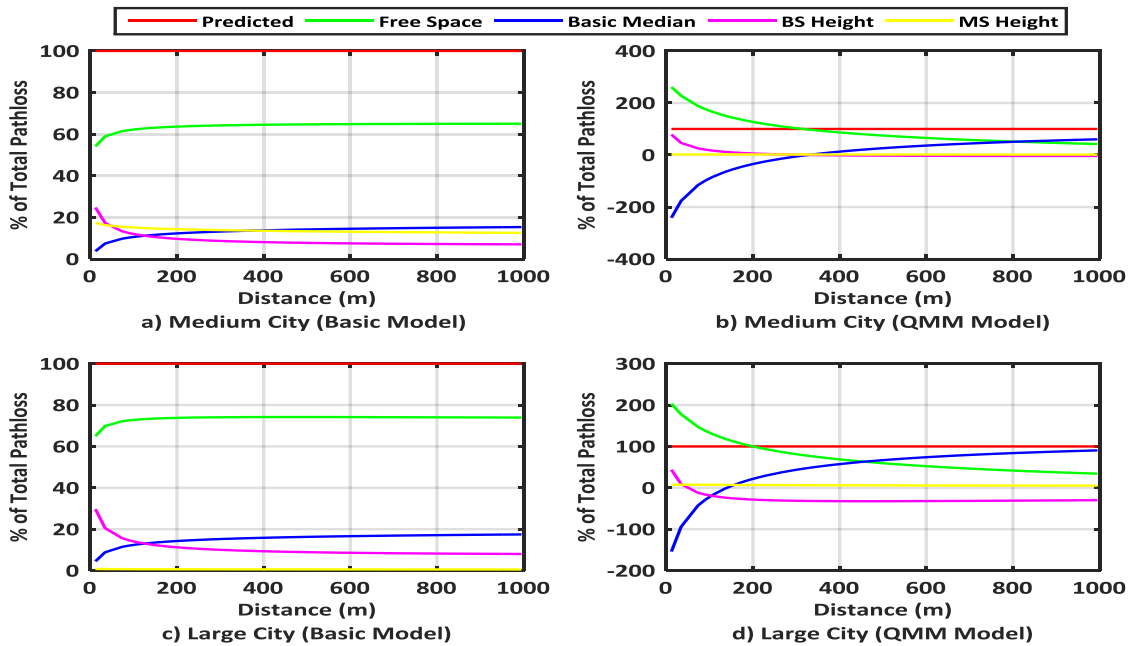 Predicted Free Space Basic Median BS Height MS Height
% of Total Pathloss
100
80
60
40
20
0
0 200 400 600 800 1000
Distance (m)
a) Medium City (Basic Model)
% of Total Pathloss
400
200
0
-200
-400
0 200 400 600 800 1000
Distance (m)
b) Medium City (QMM Model)
% of Total Pathloss
100
80
60
40
20
0
0 200 400 600 800 1000
Distance (m)
c) Large City (Basic Model)
% of Total Pathloss
300
200
100
0
-100
-200
0 200 400 600 800 1000
Distance (m)
d) Large City (QMM Model)